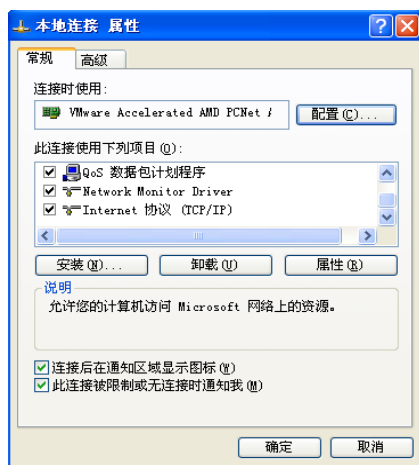 本地连接 属性
常规
高级
连接时使用:
VMware Accelerated AMD PCNet
配置(C)...
此连接使用下列项目(O):
QoS 数据包计划程序
Network Monitor Driver
Internet 协议 (TCP/IP)
安装(N)...
卸载(U)
属性(R)
说明
允许您的计算机访问 Microsoft 网络上的资源。
连接后在通知区域显示图标(W)
此连接被限制或无连接时通知我(M)
确定
取消